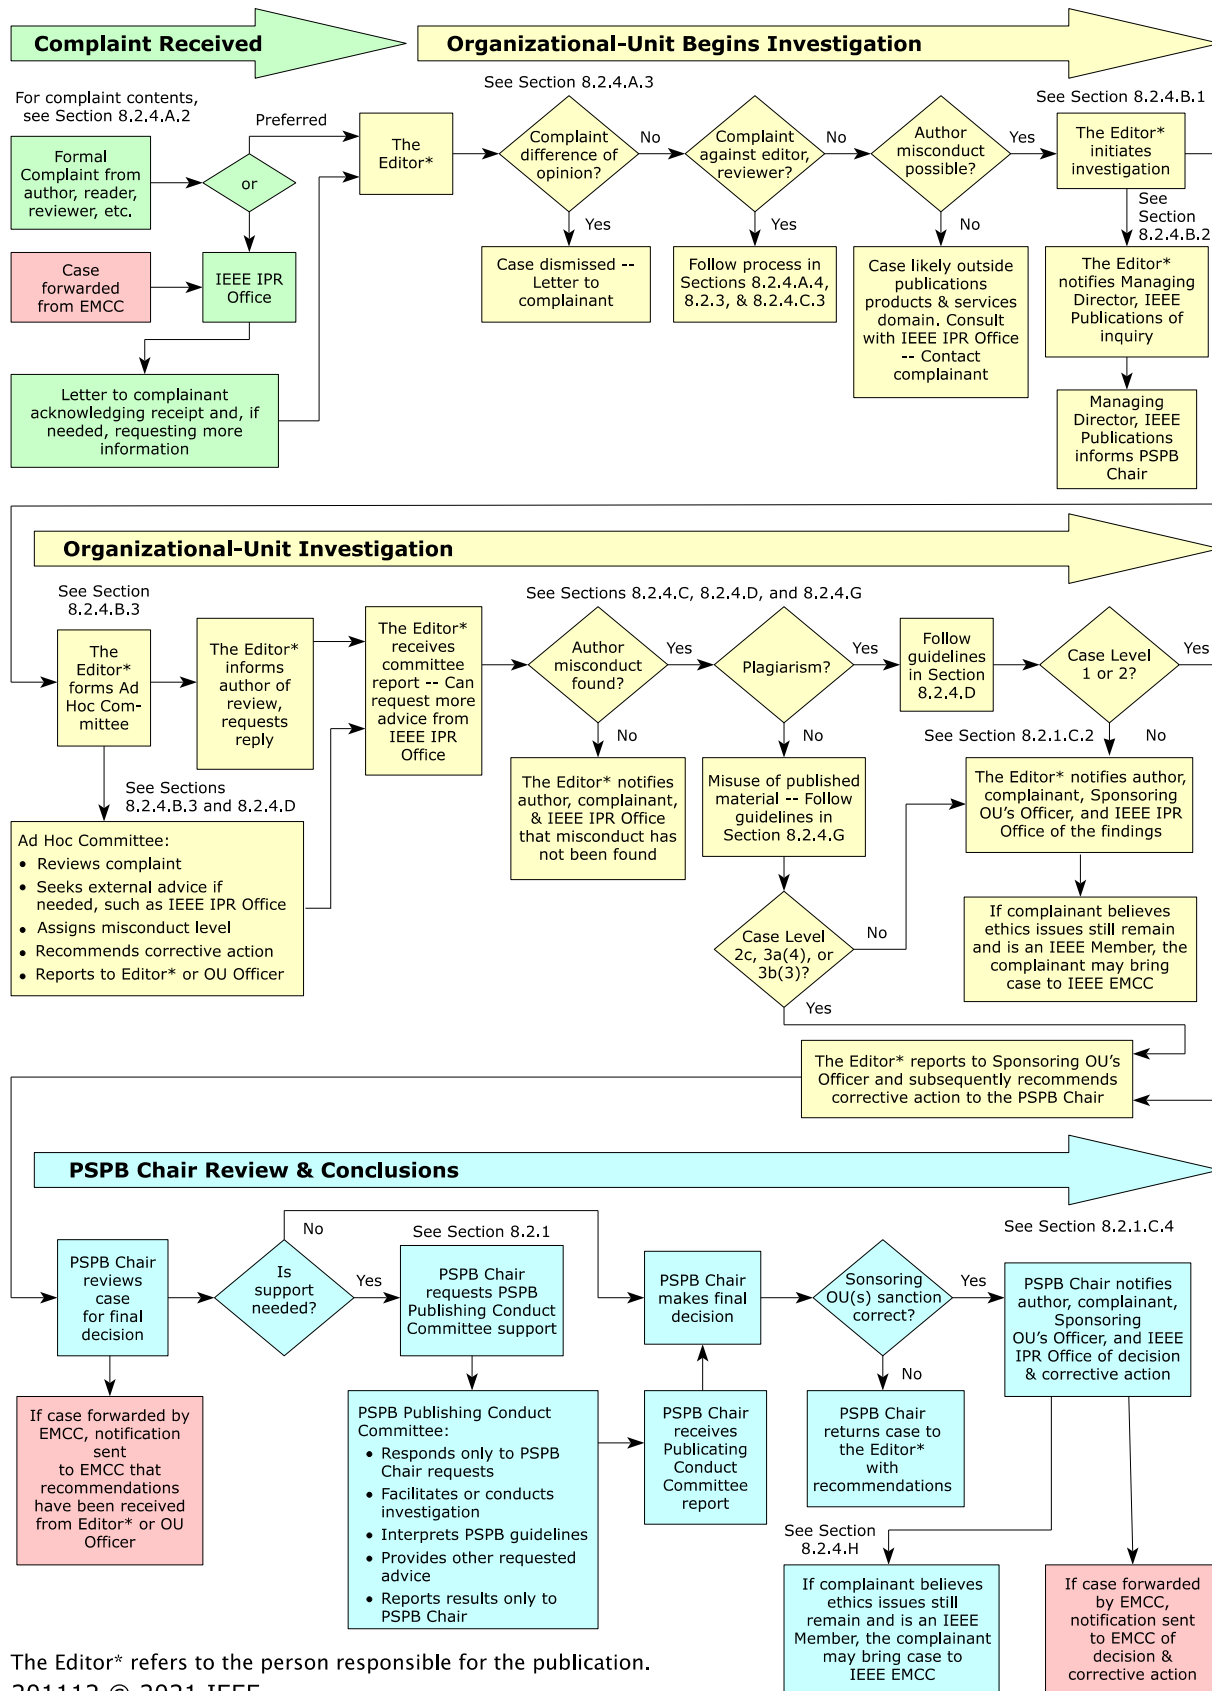 Complaint Received
Organizational-Unit Begins Investigation
For complaint contents,
see Section 8.2.4.A.2
Preferred
Formal
Complaint from
author, reader,
reviewer, etc.
or
Case
forwarded
from EMCC
IEEE IPR
Office
Letter to complainant
acknowledging receipt and, if
needed, requesting more
information
The
Editor*
See Section 8.2.4.A.3
Complaint
difference of
opinion?
No
Yes
Case dismissed --
Letter to
complainant
Complaint
against editor,
reviewer?
No
Yes
Follow process in
Sections 8.2.4.A.4,
8.2.3, & 8.2.4.C.3
Author
misconduct
possible?
Yes
No
Case likely outside
publications
products & services
domain. Consult
with IEEE IPR Office
-- Contact
complainant
See Section 8.2.4.B.1
The Editor*
initiates
investigation
See
Section
8.2.4.B.2
The Editor*
notifies Managing
Director, IEEE
Publications of
inquiry
Managing
Director, IEEE
Publications
informs PSPB
Chair
Organizational-Unit Investigation
See Section
8.2.4.B.3
The
Editor*
forms Ad
Hoc Com-
mittee
The Editor*
informs
author of
review,
requests
reply
See Sections
8.2.4.B.3 and 8.2.4.D
Ad Hoc Committee:
• Reviews complaint
• Seeks external advice if
needed, such as IEEE IPR Office
• Assigns misconduct level
• Recommends corrective action
• Reports to Editor* or OU Officer
The Editor*
receives
committee
report -- Can
request more
advice from
IEEE IPR
Office
See Sections 8.2.4.C, 8.2.4.D, and 8.2.4.G
Author
misconduct
found?
Yes
No
The Editor* notifies
author, complainant,
& IEEE IPR Office
that misconduct has
not been found
Plagiarism?
Yes
No
Misuse of published
material -- Follow
guidelines in
Section 8.2.4.G
Case Level
2c, 3a(4), or
3b(3)?
No
Yes
Follow
guidelines
in Section
8.2.4.D
Case Level
1 or 2?
Yes
No
See Section 8.2.1.C.2
The Editor* notifies author,
complainant, Sponsoring
OU's Officer, and IEEE IPR
Office of the findings
If complainant believes
ethics issues still remain
and is an IEEE Member, the
complainant may bring
case to IEEE EMCC
The Editor* reports to Sponsoring OU's
Officer and subsequently recommends
corrective action to the PSPB Chair
PSPB Chair Review & Conclusions
PSPB Chair
reviews
case
for final
decision
If case forwarded by
EMCC, notification
sent
to EMCC that
recommendations
have been received
from Editor* or OU
Officer
Is
support
needed?
No
Yes
See Section 8.2.1
PSPB Chair
requests PSPB
Publishing Conduct
Committee support
PSPB Publishing Conduct
Committee:
• Responds only to PSPB
Chair requests
• Facilitates or conducts
investigation
• Interprets PSPB guidelines
• Provides other requested
advice
• Reports results only to
PSPB Chair
PSPB Chair
makes final
decision
PSPB Chair
receives
Publicating
Conduct
Committee
report
Sonsoring
OU(s) sanction
correct?
Yes
No
PSPB Chair
returns case to
the Editor*
with
recommendations
See Section 8.2.1.C.4
PSPB Chair notifies
author, complainant,
Sponsoring
OU's Officer, and IEEE
IPR Office of decision
& corrective action
See Section
8.2.4.H
If complainant believes
ethics issues still
remain and is an IEEE
Member, the complainant
may bring case to
IEEE EMCC
If case forwarded
by EMCC,
notification sent
to EMCC of
decision &
corrective action
The Editor* refers to the person responsible for the publication.
201112 © 2021 IEEE